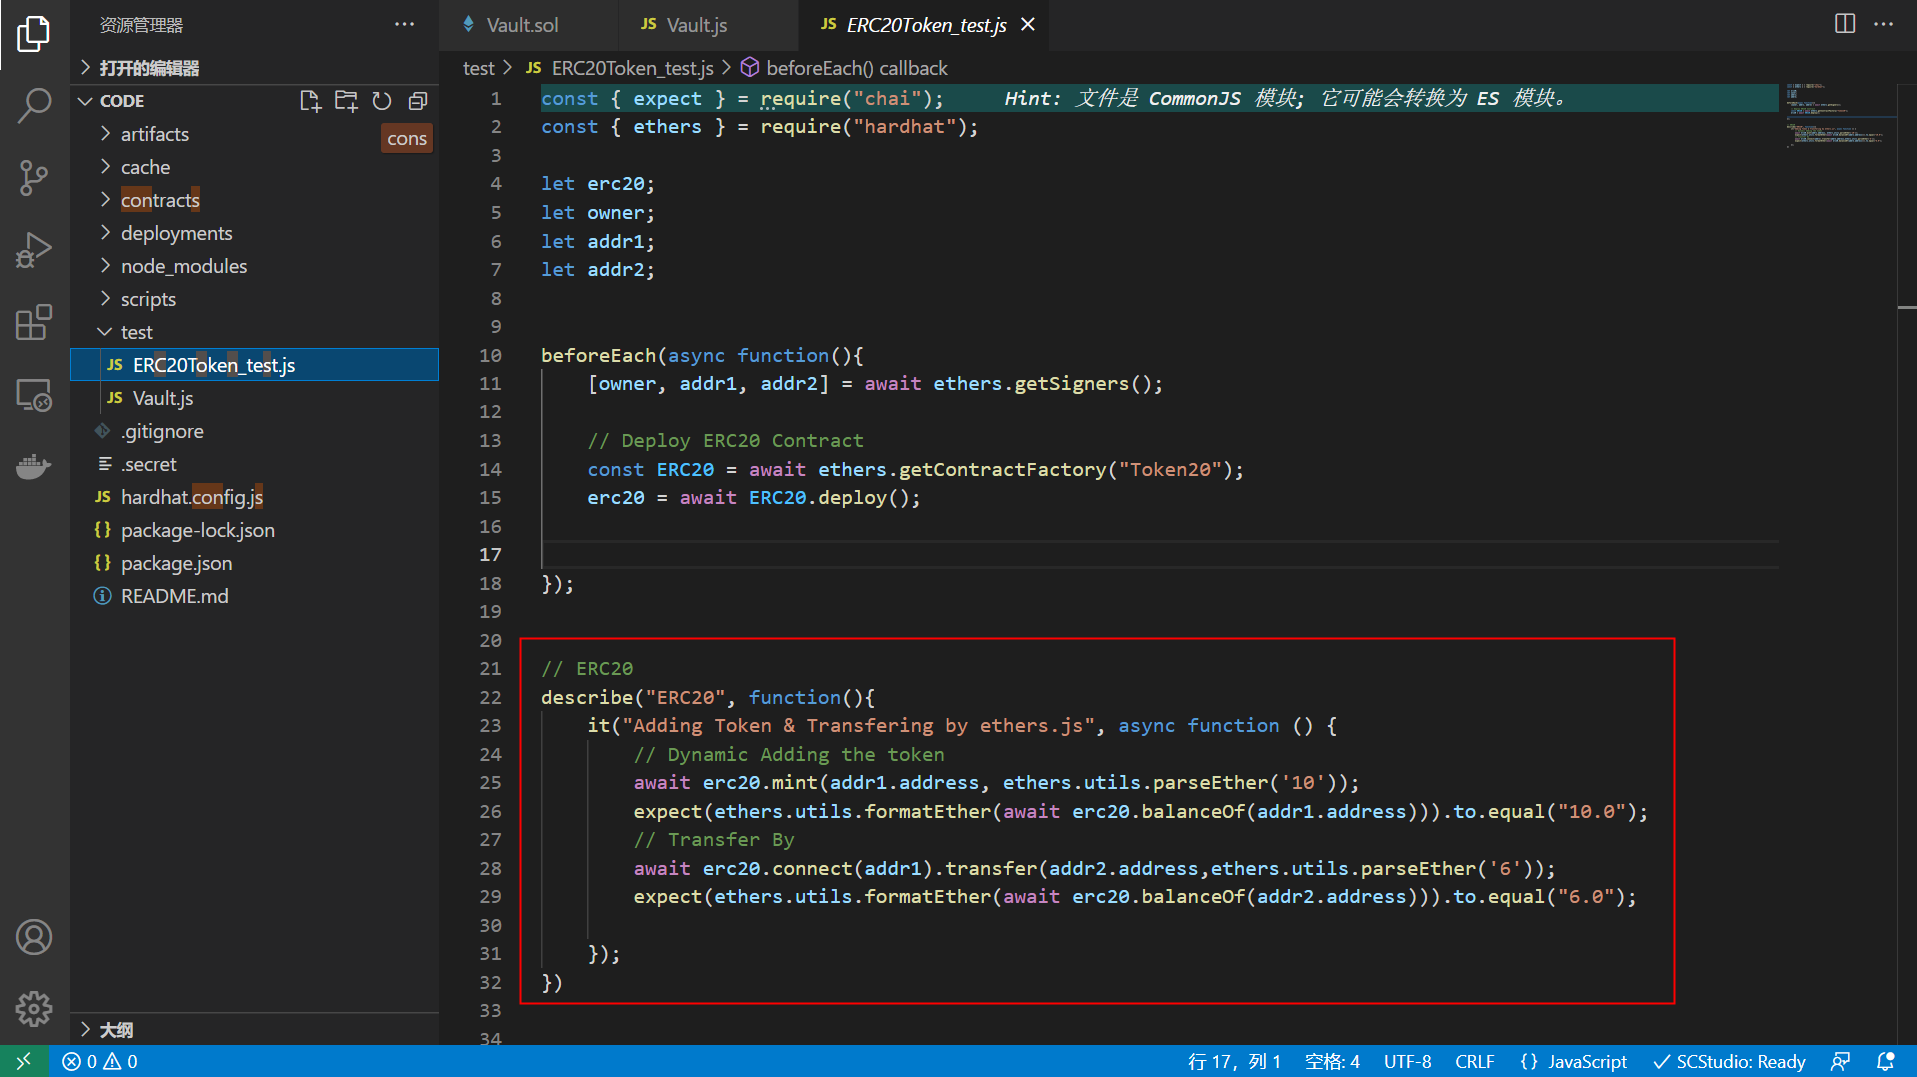 资源管理器
打开的编辑器
CODE
cons
artifacts
cache
contracts
deployments
node_modules
scripts
test
JS ERC20Token_test.js
JS Vault.js
.gitignore
.secret
JS hardhat.config.js
{} package-lock.json
{} package.json
README.md
大纲
Vault.sol
JS Vault.js
JS ERC20Token_test.js
test > JS ERC20Token_test.js > beforeEach() callback
1 const { expect } = require("chai"); Hint: 文件是 CommonJS 模块; 它可能会转换为 ES 模块。
2 const { ethers } = require("hardhat");
3
4 let erc20;
5 let owner;
6 let addr1;
7 let addr2;
8
9
10 beforeEach(async function(){
11 [owner, addr1, addr2] = await ethers.getSigners();
12
13 // Deploy ERC20 Contract
14 const ERC20 = await ethers.getContractFactory("Token20");
15 erc20 = await ERC20.deploy();
16
17
18 });
19
20
21 // ERC20
22 describe("ERC20", function(){
23 it("Adding Token & Transfering by ethers.js", async function () {
24 // Dynamic Adding the token
25 await erc20.mint(addr1.address, ethers.utils.parseEther('10'));
26 expect(ethers.utils.formatEther(await erc20.balanceOf(addr1.address))).to.equal("10.0");
27 // Transfer By
28 await erc20.connect(addr1).transfer(addr2.address,ethers.utils.parseEther('6'));
29 expect(ethers.utils.formatEther(await erc20.balanceOf(addr2.address))).to.equal("6.0");
30
31 });
32 })
33
34
0 0
行 17，列 1 空格: 4 UTF-8 CRLF {} JavaScript SCStudio: Ready